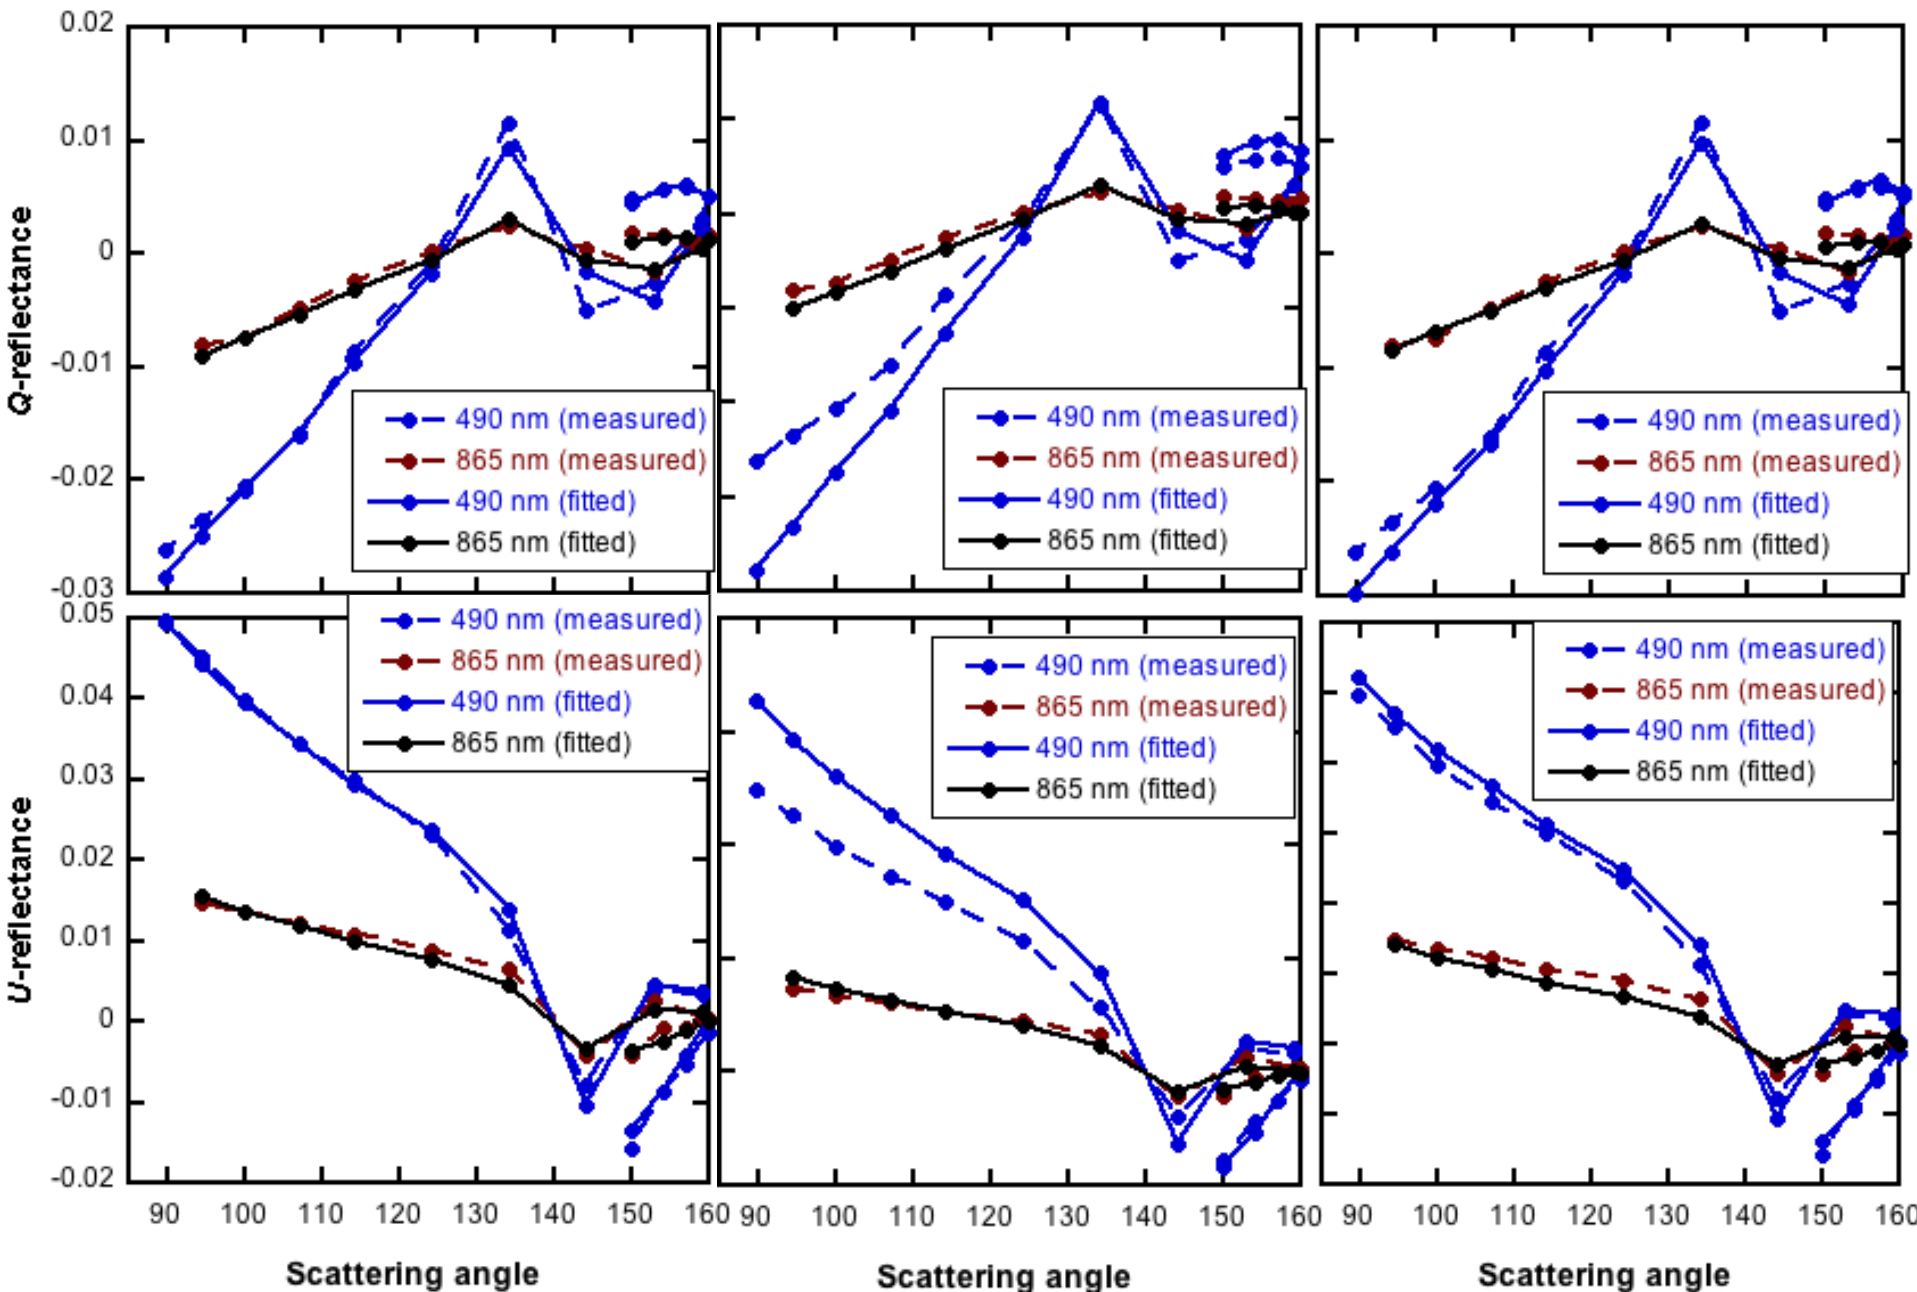 0.02
0.01
0
-0.01
-0.02
-0.03
Q-reflectance
490 nm (measured)
865 nm (measured)
490 nm (fitted)
865 nm (fitted)
490 nm (measured)
865 nm (measured)
490 nm (fitted)
865 nm (fitted)
490 nm (measured)
865 nm (measured)
490 nm (fitted)
865 nm (fitted)
0.05
0.04
0.03
0.02
0.01
0
-0.01
-0.02
U-reflectance
490 nm (measured)
865 nm (measured)
490 nm (fitted)
865 nm (fitted)
490 nm (measured)
865 nm (measured)
490 nm (fitted)
865 nm (fitted)
490 nm (measured)
865 nm (measured)
490 nm (fitted)
865 nm (fitted)
90 100 110 120 130 140 150 160
90 100 110 120 130 140 150 160
90 100 110 120 130 140 150 160
Scattering angle
Scattering angle
Scattering angle